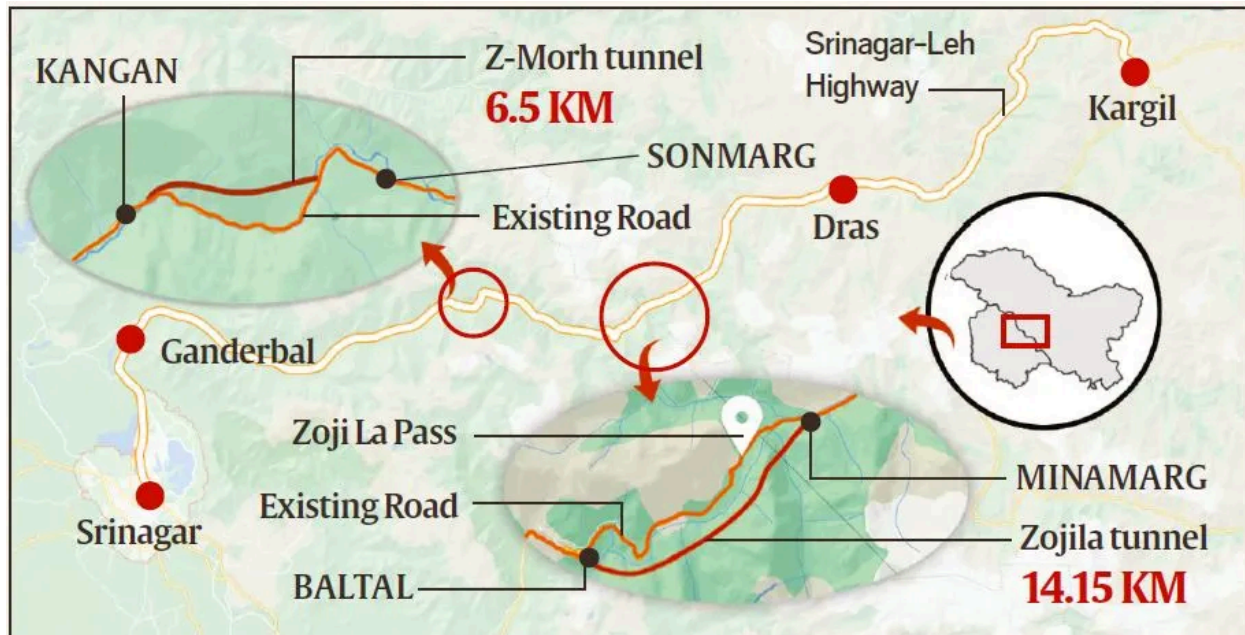 KANGAN
Z-Morh tunnel
6.5 KM
SONMARG
Existing Road
Srinagar-Leh
Highway
Kargil
Dras
Ganderbal
Srinagar
Zoji La Pass
Existing Road
BALTAL
MINAMARG
Zojila tunnel
14.15 KM